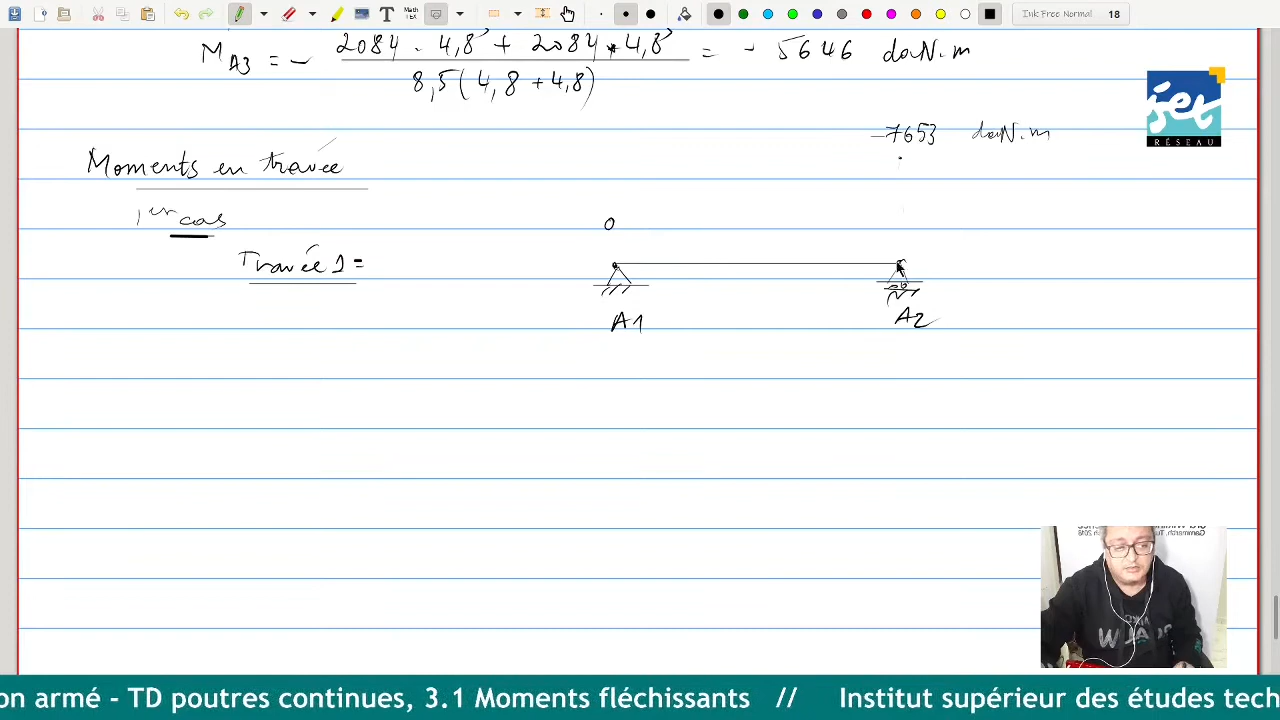 Ink Free Normal 18
M A3 = - 2084 . 4,8³ + 2084 * 4,8³ = - 5646 daN.m
8,5(4,8 + 4,8)
iset
RÉSEAU
-7653 daN.m
Moments en travée
1er cas
0
Travée 1 =
A1 A2
on armé - TD poutres continues, 3.1 Moments fléchissants // Institut supérieur des études tech